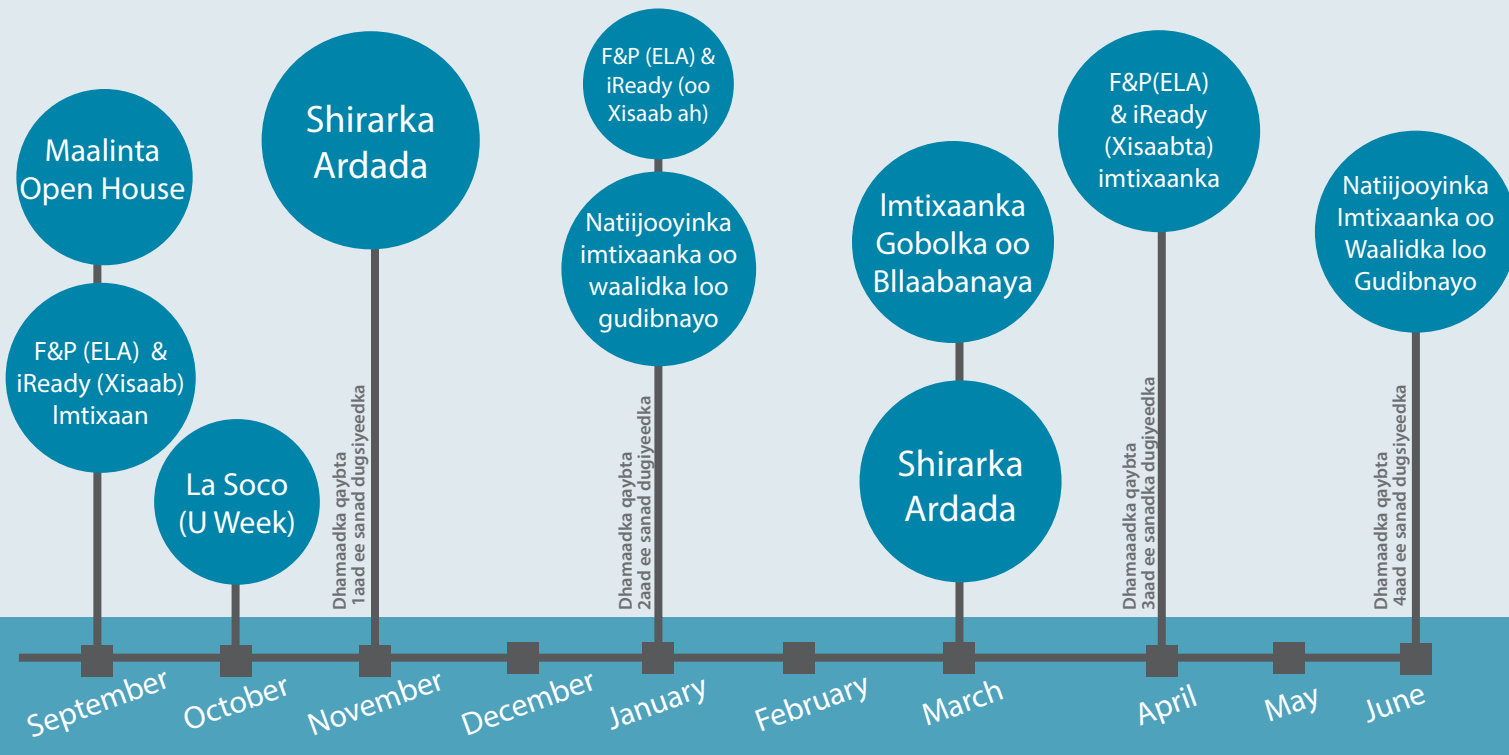 Maalinta
Open House
F&P (ELA) &
iReady (Xisaab)
Imtixaan
La Soco
(U Week)
Shirarka
Ardada
Dhamaadka qaybta
1aad ee sanad dugsiyeedka
F&P (ELA) &
iReady (oo
Xisaab ah)
Natiijooyinka
imtixaanka oo
waalidka loo
gudibnayo
Dhamaadka qaybta
2aad ee sanad dugiyeedka
Imtixaanka
Gobolka oo
Bllaabanaya
Shirarka
Ardada
F&P(ELA)
& iReady
(Xisaabta)
imtixaanka
Dhamaaadka qaybta
3aad ee sanadka dugiyeedka
Natiijooyinka
Imtixaanka oo
Waalidka loo
Gudibnayo
Dhamaadka qaybta
4aad ee sanad dugsiyeedka
September
October
November
December
January
February
March
April
May
June